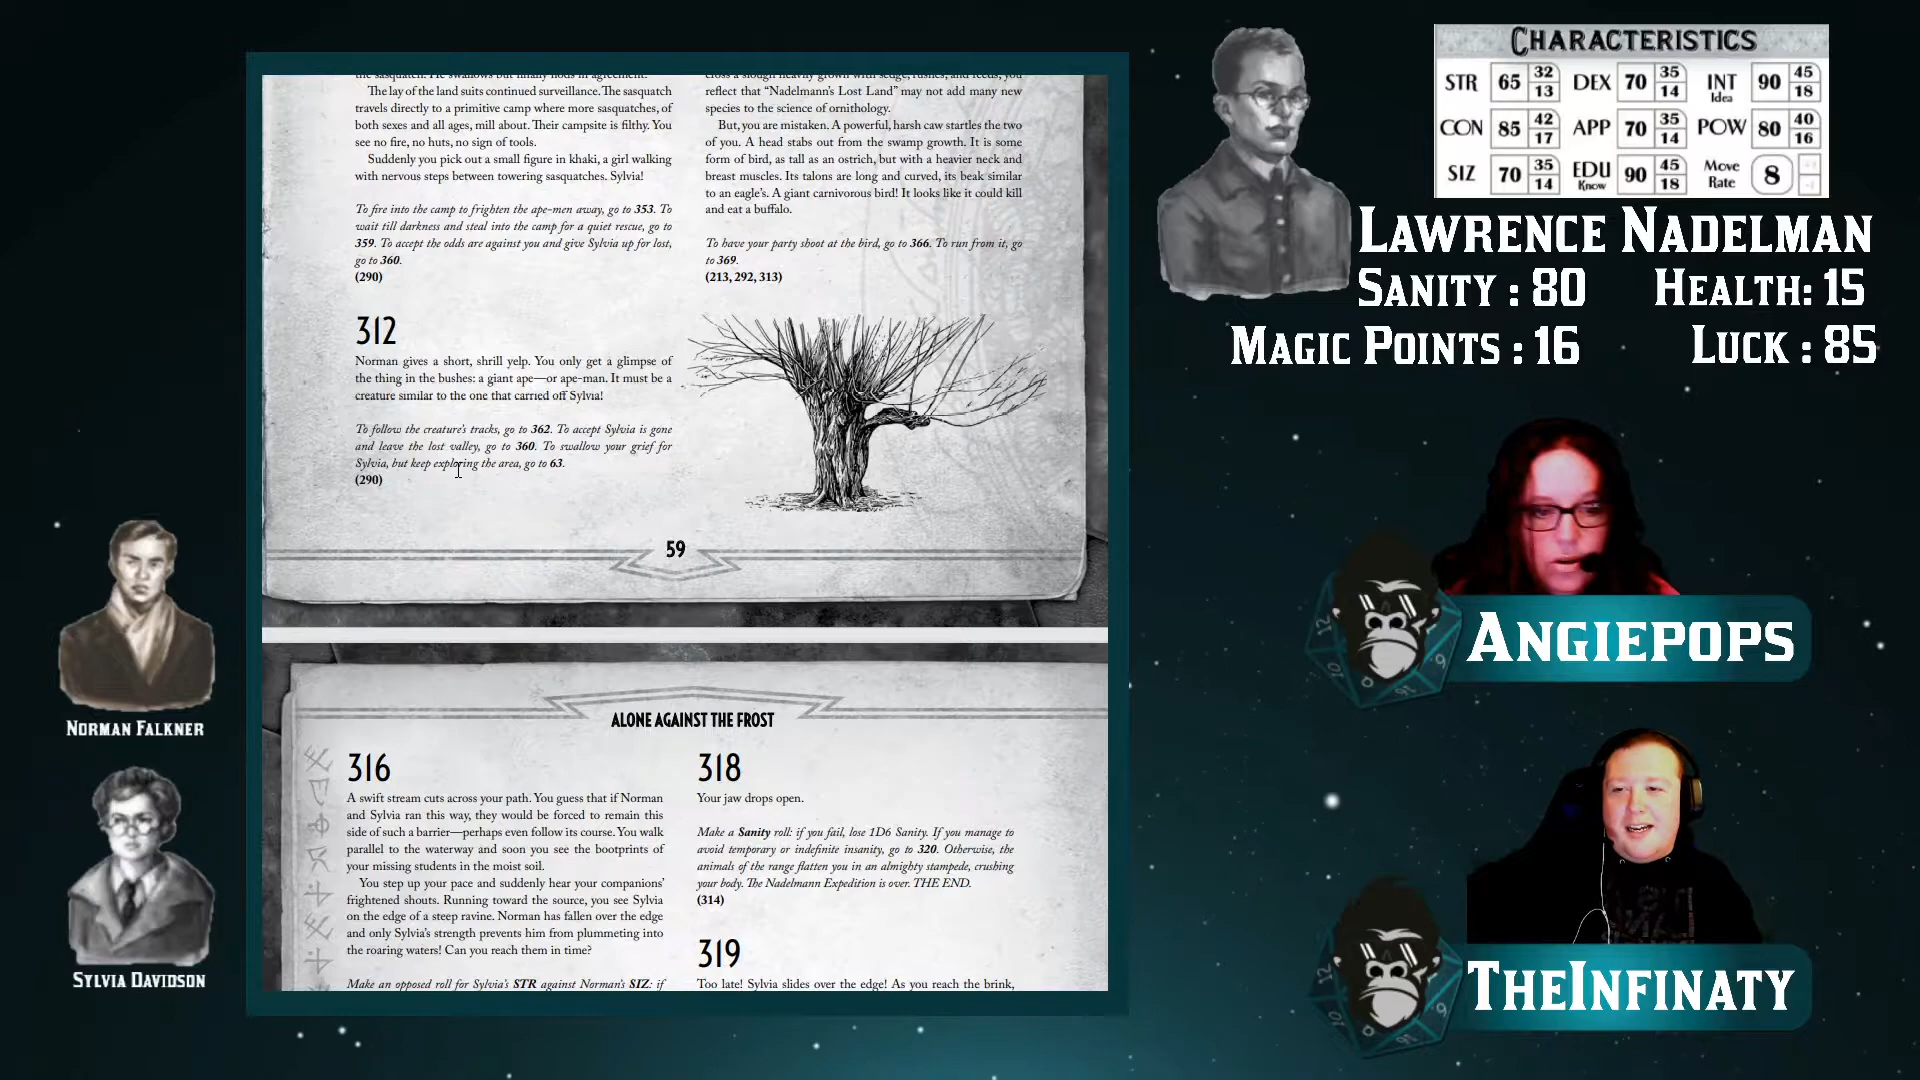 the sasquatch. He swallows but finally nods in agreement.
The lay of the land suits continued surveillance. The sasquatch
travels directly to a primitive camp where more sasquatches, of
both sexes and all ages, mill about. Their campsite is filthy. You
see no fire, no huts, no sign of tools.
Suddenly you pick out a small figure in khaki, a girl walking
with nervous steps between towering sasquatches. Sylvia!
To fire into the camp to frighten the ape-men away, go to 353. To
wait till darkness and steal into the camp for a quiet rescue, go to
359. To accept the odds are against you and give Sylvia up for lost,
go to 360.
(290)
312
Norman gives a short, shrill yelp. You only get a glimpse of
the thing in the bushes: a giant ape—or ape-man. It must be a
creature similar to the one that carried off Sylvia!
To follow the creature's tracks, go to 362. To accept Sylvia is gone
and leave the lost valley, go to 360. To swallow your grief for
Sylvia, but keep exploring the area, go to 63.
(290)
cross a slough heavily grown with sedge, rushes, and reeds, you
reflect that “Nadelmann's Lost Land” may not add many new
species to the science of ornithology.
But, you are mistaken. A powerful, harsh caw startles the two
of you. A head stabs out from the swamp growth. It is some
form of bird, as tall as an ostrich, but with a heavier neck and
breast muscles. Its talons are long and curved, its beak similar
to an eagle's. A giant carnivorous bird! It looks like it could kill
and eat a buffalo.
To have your party shoot at the bird, go to 366. To run from it, go
to 369.
(213, 292, 313)
59
ALONE AGAINST THE FROST
316
A swift stream cuts across your path. You guess that if Norman
and Sylvia ran this way, they would be forced to remain this
side of such a barrier—perhaps even follow its course. You walk
parallel to the waterway and soon you see the bootprints of
your missing students in the moist soil.
You step up your pace and suddenly hear your companions'
frightened shouts. Running toward the source, you see Sylvia
on the edge of a steep ravine. Norman has fallen over the edge
and only Sylvia's strength prevents him from plummeting into
the roaring waters! Can you reach them in time?
Make an opposed roll for Sylvia's STR against Norman's SIZ: if
318
Your jaw drops open.
Make a Sanity roll: if you fail, lose 1D6 Sanity. If you manage to
avoid temporary or indefinite insanity, go to 320. Otherwise, the
animals of the range flatten you in an almighty stampede, crushing
your body. The Nadelmann Expedition is over. THE END.
(314)
319
Too late! Sylvia slides over the edge! As you reach the brink,
NORMAN FALKNER
SYLVIA DAVIDSON
CHARACTERISTICS
STR 65 32 13 DEX 70 35 14 INT Idea 90 45 18
CON 85 42 17 APP 70 35 14 POW 80 40 16
SIZ 70 35 14 EDU Know 90 45 18 Move Rate 8
LAWRENCE NADELMAN
SANITY : 80 HEALTH: 15
MAGIC POINTS : 16 LUCK : 85
ANGIEPOPS
THEINFINATY